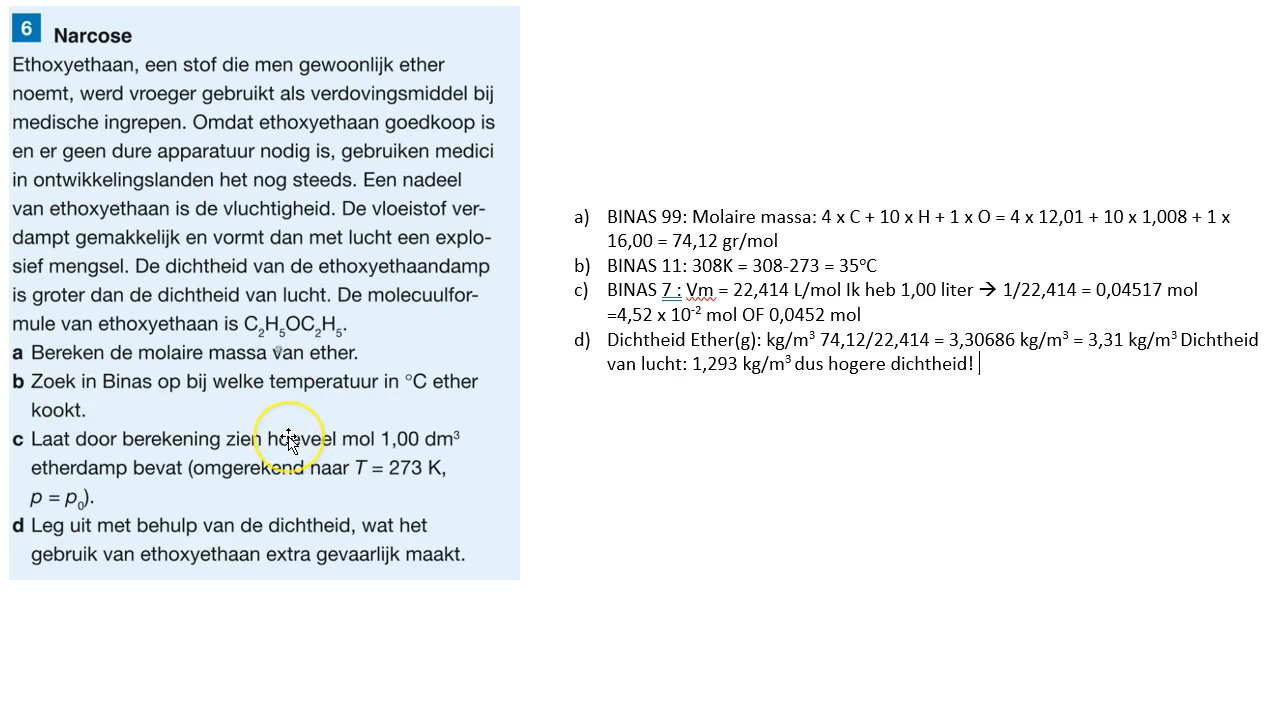 6 Narcose
Ethoxyethaan, een stof die men gewoonlijk ether
noemt, werd vroeger gebruikt als verdovingsmiddel bij
medische ingrepen. Omdat ethoxyethaan goedkoop is
en er geen dure apparatuur nodig is, gebruiken medici
in ontwikkelingslanden het nog steeds. Een nadeel
van ethoxyethaan is de vluchtigheid. De vloeistof ver-
dampt gemakkelijk en vormt dan met lucht een explo-
sief mengsel. De dichtheid van de ethoxyethaandamp
is groter dan de dichtheid van lucht. De molecuulfor-
mule van ethoxyethaan is C₂H₅OC₂H₅.
a Bereken de molaire massa van ether.
b Zoek in Binas op bij welke temperatuur in °C ether
kookt.
c Laat door berekening zien hoeveel mol 1,00 dm³
etherdamp bevat (omgerekend naar T = 273 K,
p = p₀).
d Leg uit met behulp van de dichtheid, wat het
gebruik van ethoxyethaan extra gevaarlijk maakt.
a) BINAS 99: Molaire massa: 4 x C + 10 x H + 1 x O = 4 x 12,01 + 10 x 1,008 + 1 x
16,00 = 74,12 gr/mol
b) BINAS 11: 308K = 308-273 = 35°C
c) BINAS 7 : Vm = 22,414 L/mol Ik heb 1,00 liter → 1/22,414 = 0,04517 mol
=4,52 x 10⁻² mol OF 0,0452 mol
d) Dichtheid Ether(g): kg/m³ 74,12/22,414 = 3,30686 kg/m³ = 3,31 kg/m³ Dichtheid
van lucht: 1,293 kg/m³ dus hogere dichtheid!